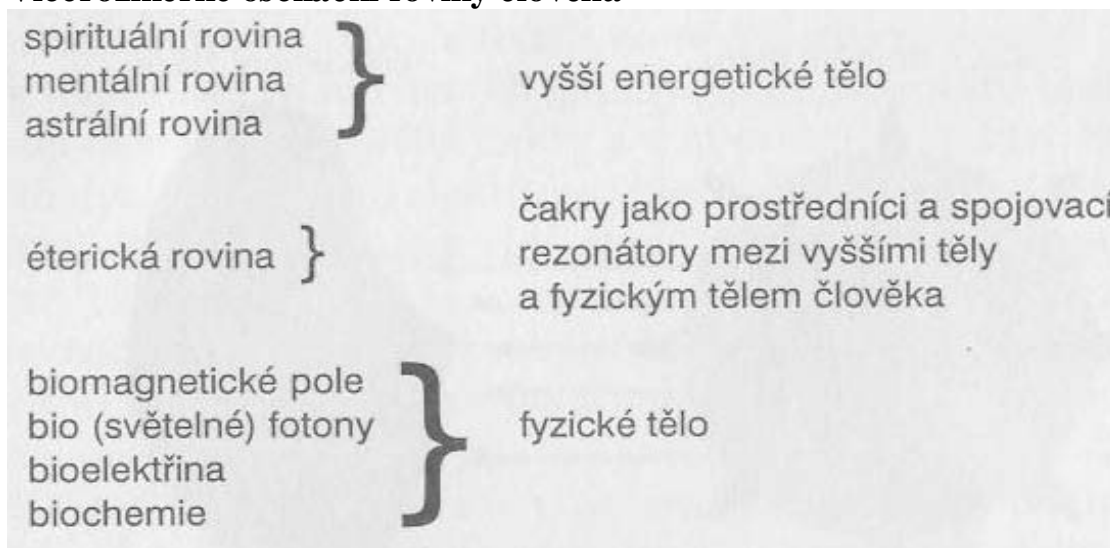 spirituální rovina
mentální rovina
astrální rovina
vyšší energetické tělo
éterická rovina
čakry jako prostředníci a spojovací
rezonátory mezi vyššími těly
a fyzickým tělem člověka
biomagnetické pole
bio (světelné) fotony
bioelektřina
biochemie
fyzické tělo